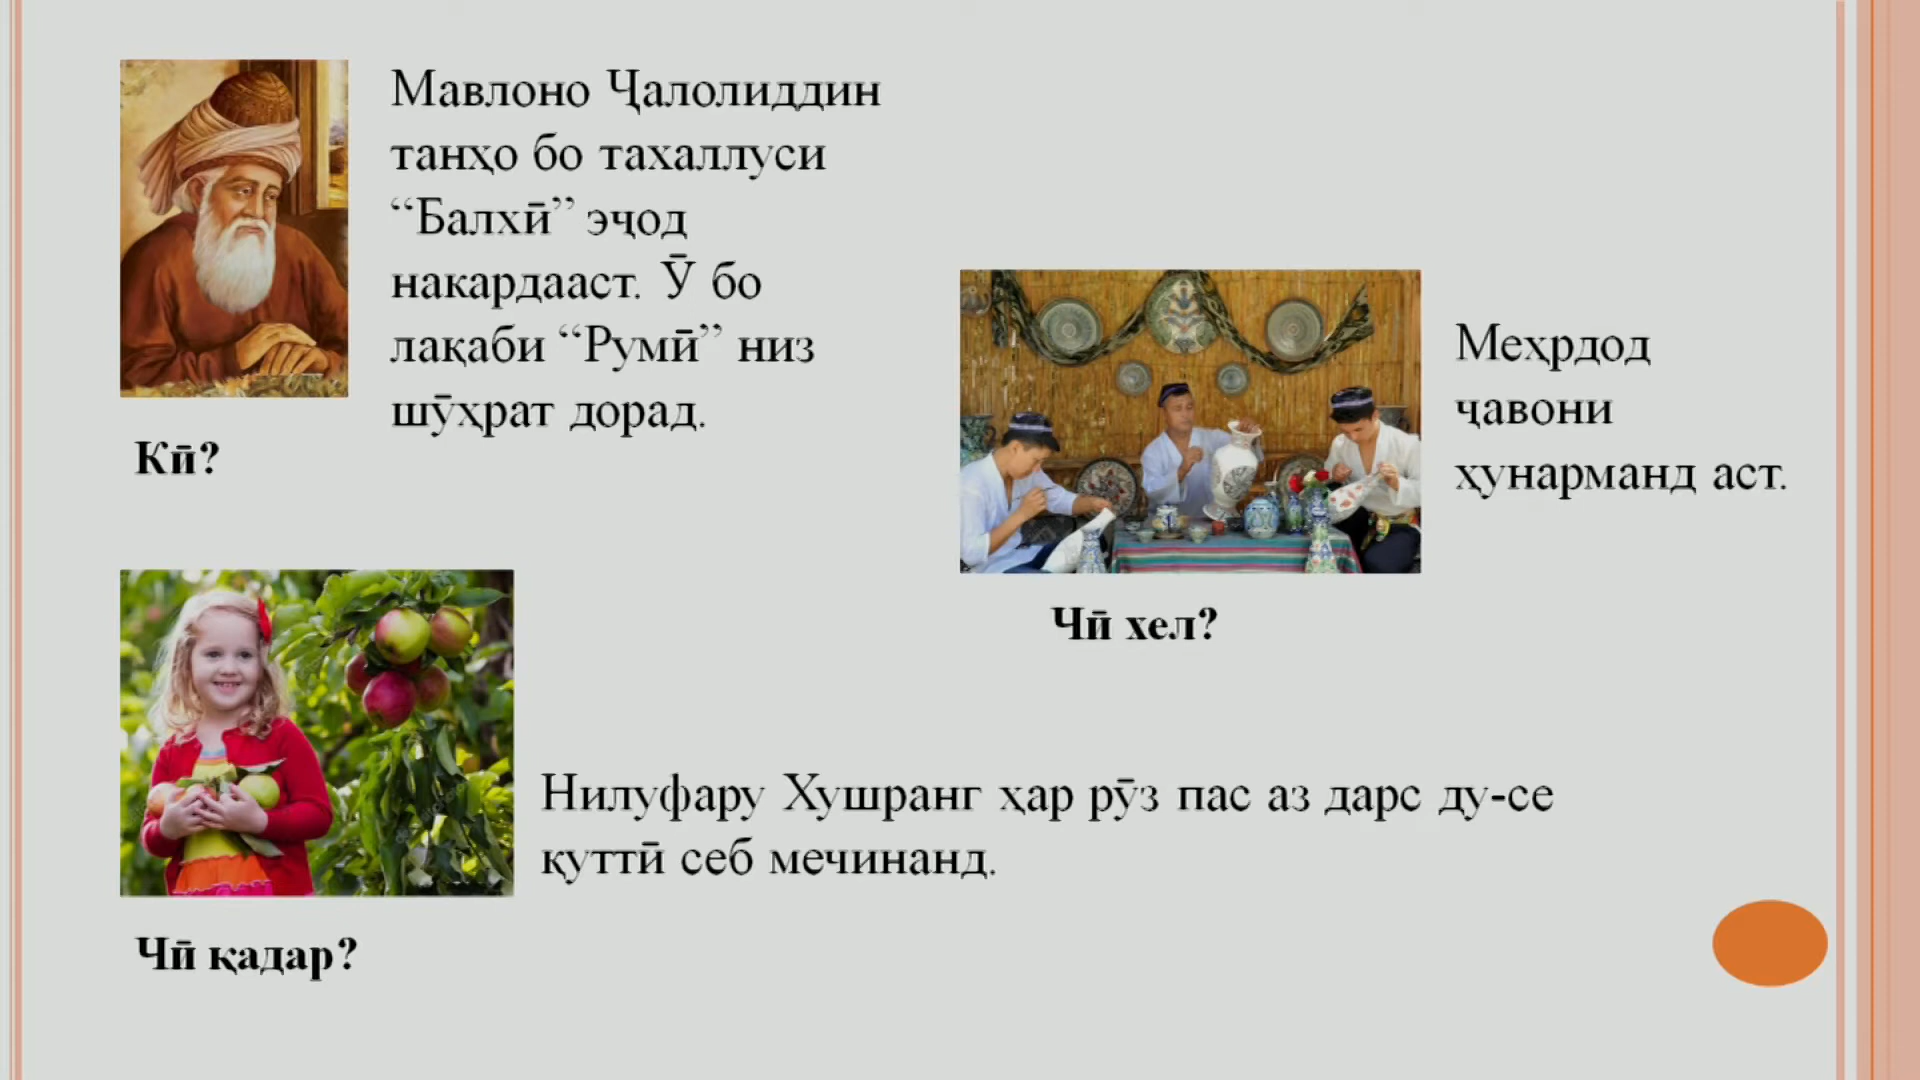 Мавлоно Ҷалолиддин
танҳо бо тахаллуси
“Балхӣ” эҷод
накардааст. Ӯ бо
лақаби “Румӣ” низ
шӯҳрат дорад.
Кӣ?
Меҳрдод
ҷавони
ҳунарманд аст.
Чӣ хел?
Нилуфару Хушранг ҳар рӯз пас аз дарс ду-се
қуттӣ себ мечинанд.
Чӣ қадар?